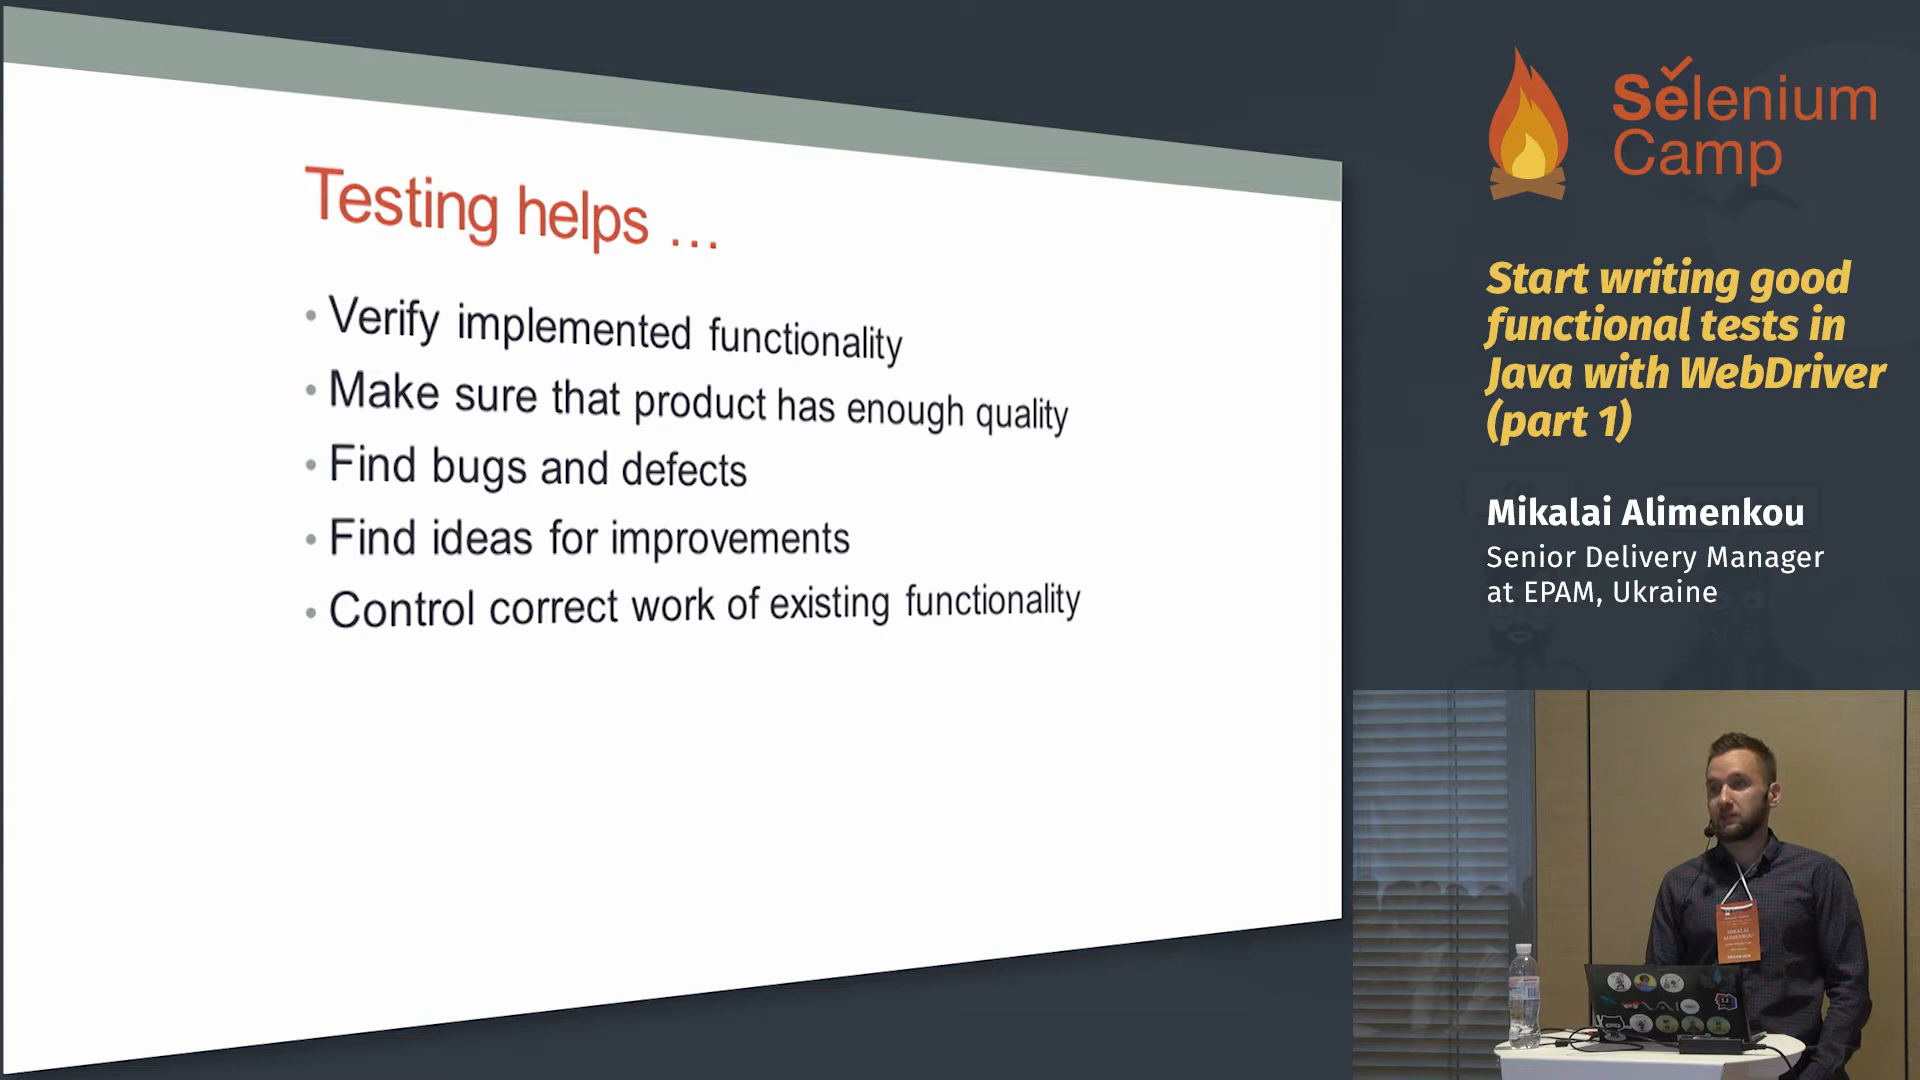 Testing helps …
• Verify implemented functionality
• Make sure that product has enough quality
• Find bugs and defects
• Find ideas for improvements
• Control correct work of existing functionality
Selenium
Camp
Start writing good
functional tests in
Java with WebDriver
(part 1)
Mikalai Alimenkou
Senior Delivery Manager
at EPAM, Ukraine
MIKALAI
ALIMENKOU